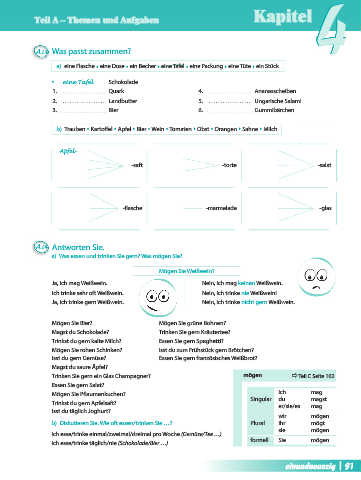 Teil A – Themen und Aufgaben
Kapitel 4
Was passt zusammen?
a) eine Flasche • eine Dose • ein Becher • eine Tafel • eine Packung • eine Tüte • ein Stück
• eine Tafel Schokolade
1. Quark
2. Landbutter
3. Bier
4. Ananasscheiben
5. Ungarische Salami
6. Gummibärchen
b) Trauben • Kartoffel • Apfel • Bier • Wein • Tomaten • Obst • Orangen • Sahne • Milch
Apfel-
-saft
-torte
-salat
-flasche
-marmelade
-glas
Antworten Sie.
a) Was essen und trinken Sie gern? Was mögen Sie?
Mögen Sie Weißwein?
Ja, ich mag Weißwein.
Ich trinke sehr oft Weißwein.
Ja, ich trinke gern Weißwein.
Nein, ich mag keinen Weißwein.
Nein, ich trinke nie Weißwein!
Nein, ich trinke nicht gern Weißwein.
Mögen Sie Bier?
Magst du Schokolade?
Trinkst du gern kalte Milch?
Mögen Sie rohen Schinken?
Isst du gern Gemüse?
Magst du saure Äpfel?
Trinken Sie gern ein Glas Champagner?
Essen Sie gern Salat?
Mögen Sie Pflaumenkuchen?
Trinkst du gern Apfelsaft?
Isst du täglich Joghurt?
Mögen Sie grüne Bohnen?
Trinken Sie gern Kräutertee?
Essen Sie gern Spaghetti?
Isst du zum Frühstück gern Brötchen?
Essen Sie gern französisches Weißbrot?
b) Diskutieren Sie. Wie oft essen/trinken Sie …?
Ich esse/trinke einmal/zweimal/dreimal pro Woche (Gemüse/Tee …)
Ich esse/trinke täglich/nie (Schokolade/Bier …)
mögen ⇨Teil C Seite 103
Singular ich mag
du magst
er/sie/es mag
Plural wir mögen
ihr mögt
sie mögen
formell Sie mögen
einundneunzig | 91